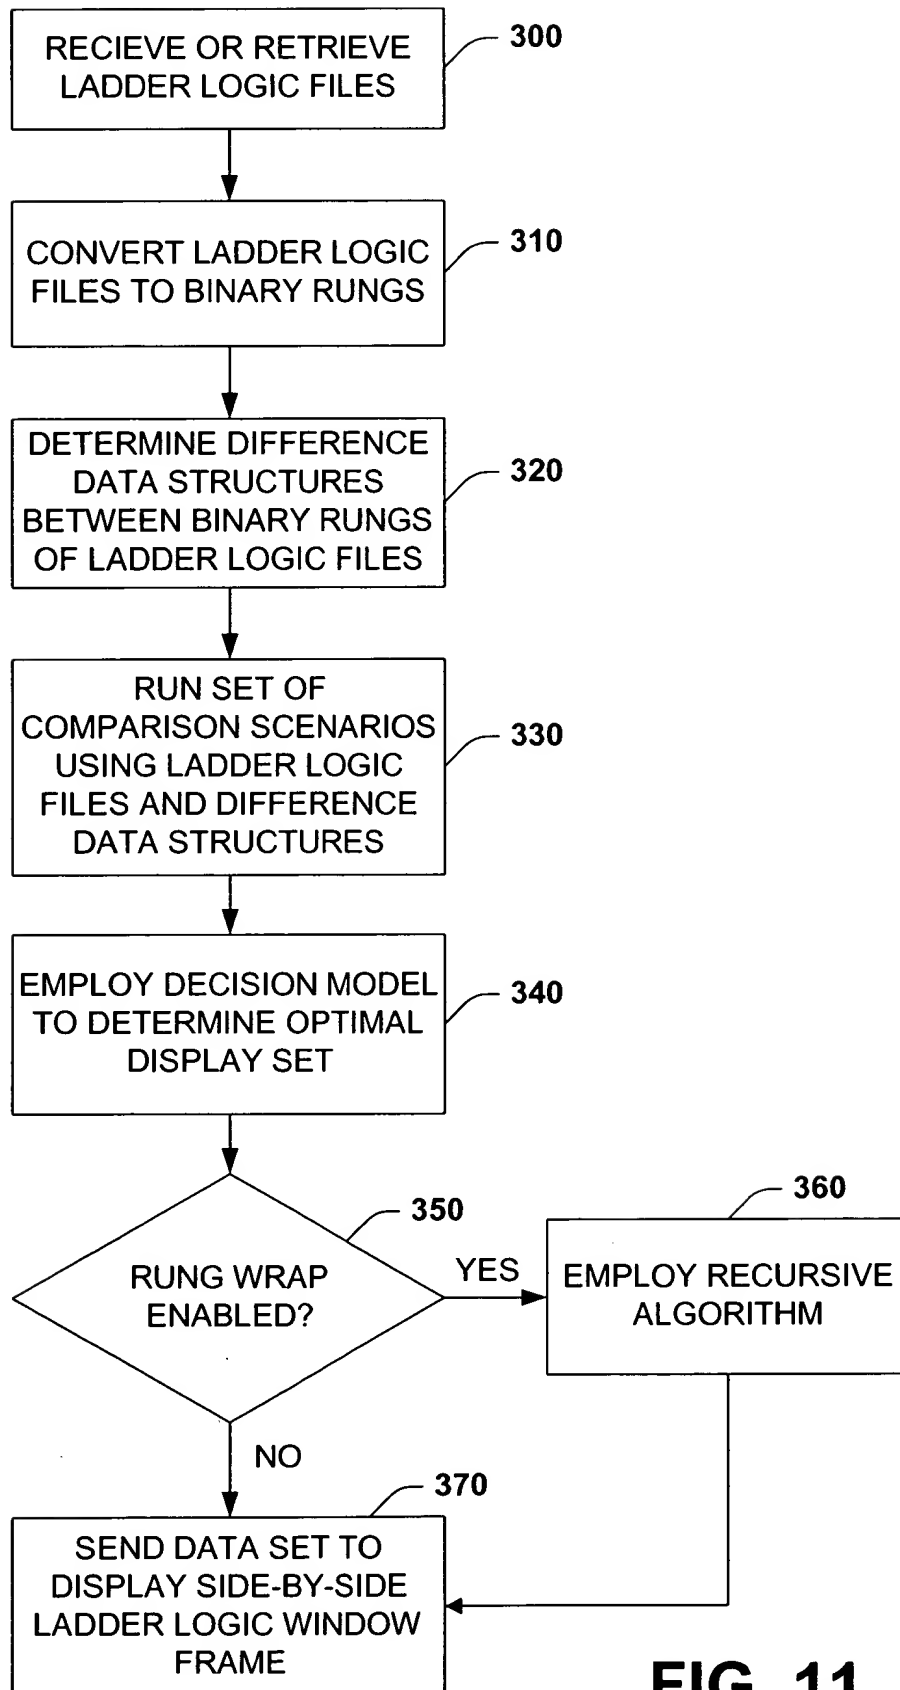 RECIEVE OR RETRIEVE
LADDER LOGIC FILES
300
CONVERT LADDER LOGIC
FILES TO BINARY RUNGS
310
DETERMINE DIFFERENCE
DATA STRUCTURES
BETWEEN BINARY RUNGS
OF LADDER LOGIC FILES
320
RUN SET OF
COMPARISON SCENARIOS
USING LADDER LOGIC
FILES AND DIFFERENCE
DATA STRUCTURES
330
EMPLOY DECISION MODEL
TO DETERMINE OPTIMAL
DISPLAY SET
340
RUNG WRAP
ENABLED?
350
YES
360
EMPLOY RECURSIVE
ALGORITHM
NO
370
SEND DATA SET TO
DISPLAY SIDE-BY-SIDE
LADDER LOGIC WINDOW
FRAME
FIG. 11